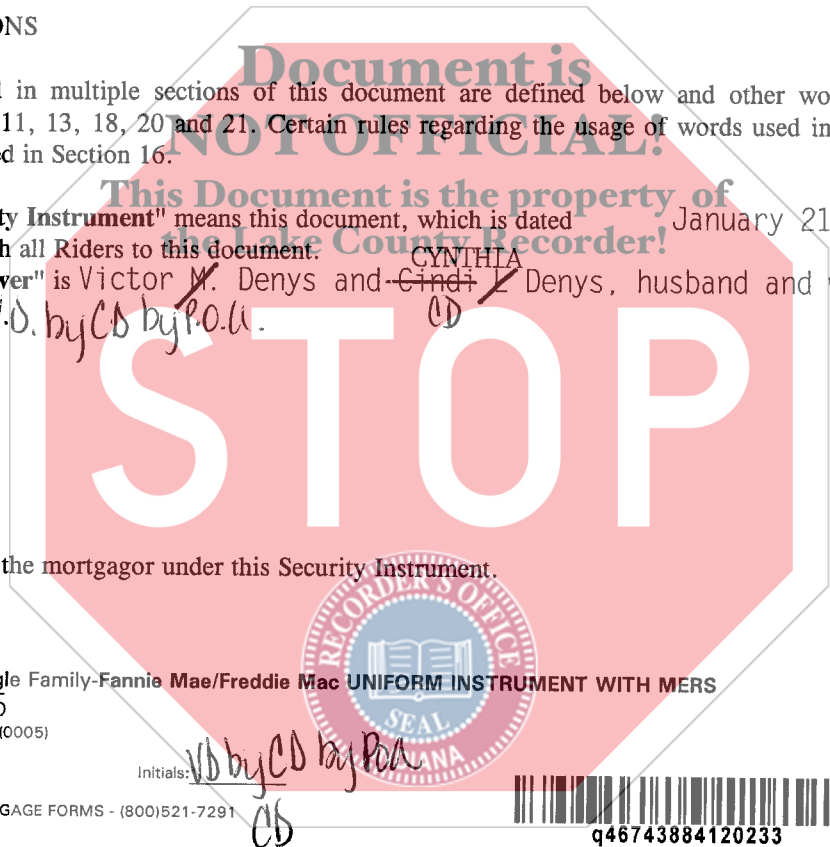 ONS
Document is
d in multiple sections of this document are defined below and other wo
11, 13, 18, 20 and 21. Certain rules regarding the usage of words used in
NOT OFFICIAL!
ed in Section 16.
This Document is the property of
ty Instrument" means this document, which is dated January 21
the Lake County Recorder!
h all Riders to this document.
CYNTHIA
wer" is Victor M. Denys and Cindi Denys, husband and
D. by CD by P.O.A. CD
STOP
the mortgagor under this Security Instrument.
RECORDER'S OFFICE
SEAL
gle Family-Fannie Mae/Freddie Mac UNIFORM INSTRUMENT WITH MERS
(0005)
Initials: VD by CD by POA
GAGE FORMS - (800)521-7291
CD
q46743884120233